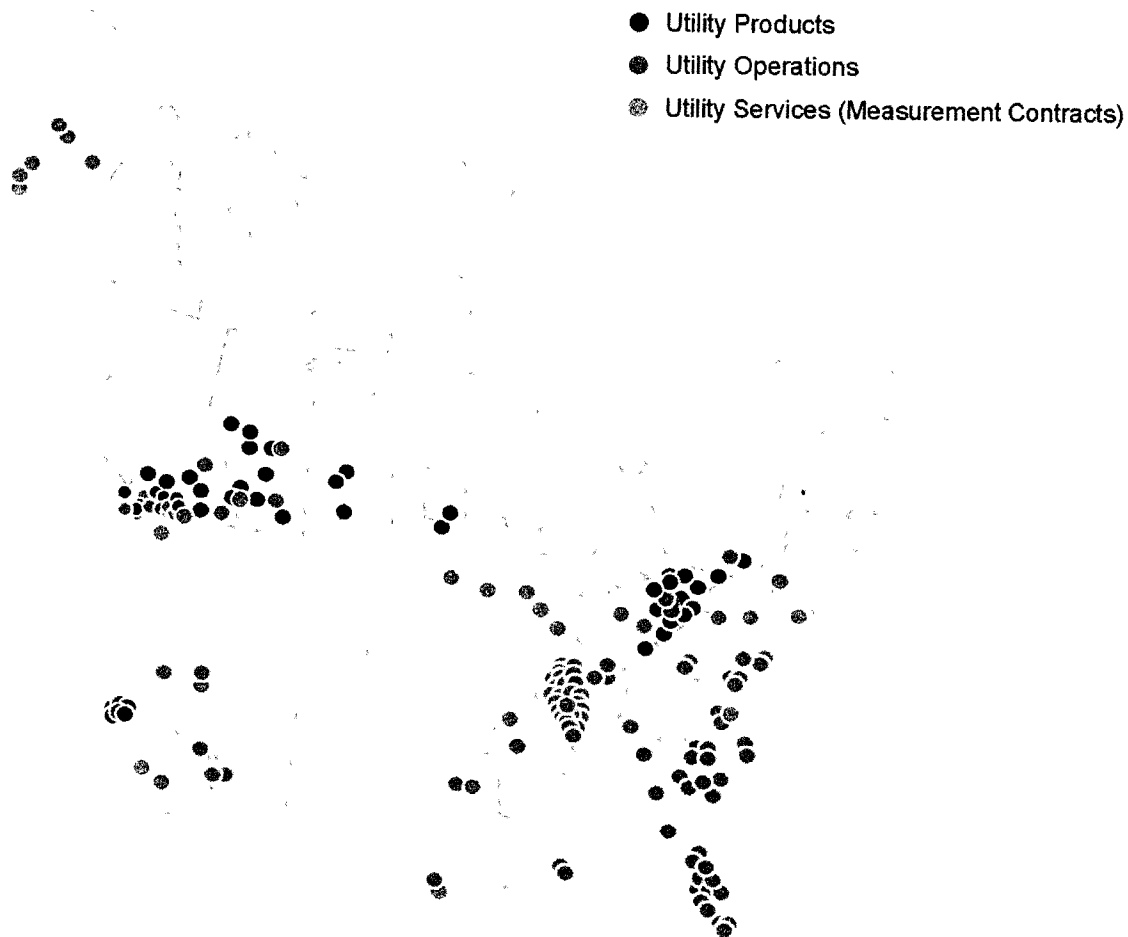 Utility Products
Utility Operations
Utility Services (Measurement Contracts)